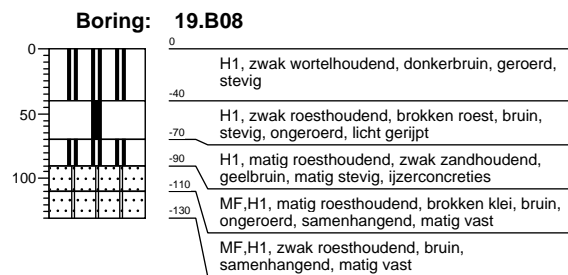 Boring: 19.B08
0
0
H1, zwak wortelhoudend, donkerbruin, geroerd,
stevig
-40
50
H1, zwak roesthoudend, brokken roest, bruin,
stevig, ongeroerd, licht gerijpt
-70
H1, matig roesthoudend, zwak zandhoudend,
geelbruin, matig stevig, ijzerconcreties
-90
100
MF,H1, matig roesthoudend, brokken klei, bruin,
ongeroerd, samenhangend, matig vast
-110
MF,H1, zwak roesthoudend, bruin,
samenhangend, matig vast
-130